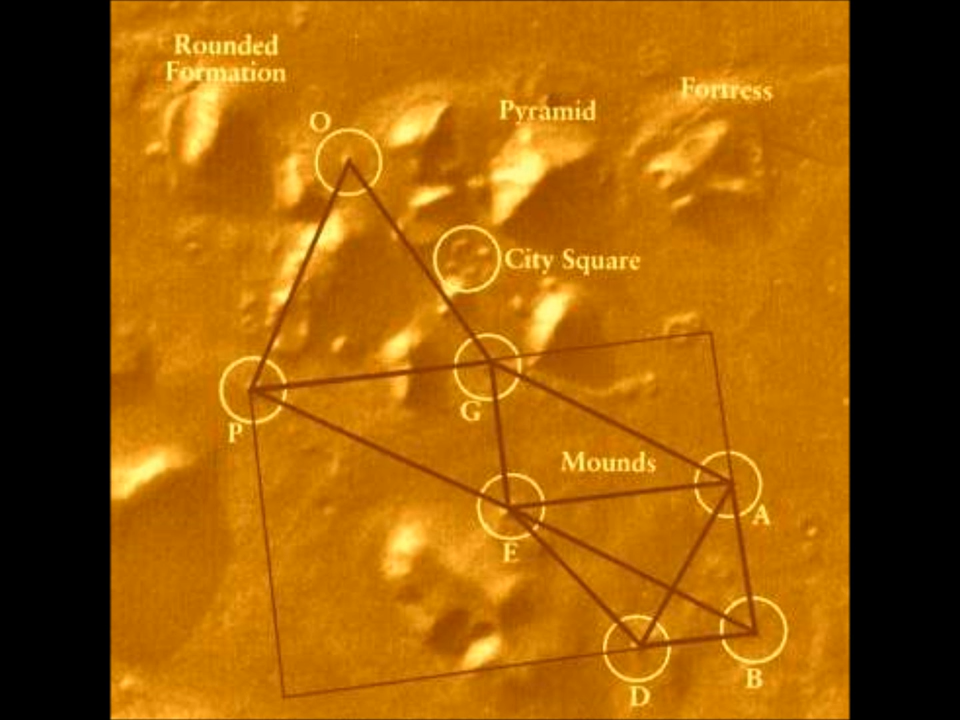 Rounded
Formation
O
Pyramid
Fortress
City Square
P
G
Mounds
A
E
D
B